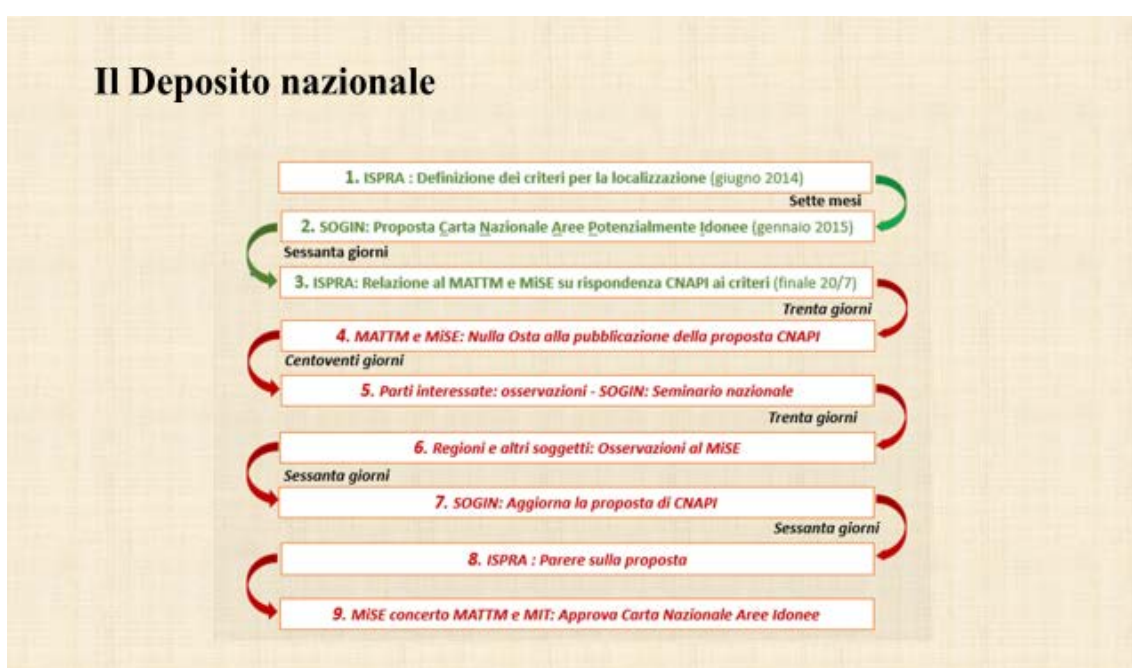 Il Deposito nazionale
1. ISPRA : Definizione dei criteri per la localizzazione (giugno 2014)
Sette mesi
2. SOGIN: Proposta Carta Nazionale Aree Potenzialmente Idonee (gennaio 2015)
Sessanta giorni
3. ISPRA: Relazione al MATTM e MiSE su rispondenza CNAPI ai criteri (finale 20/7)
Trenta giorni
4. MATTM e MiSE: Nulla Osta alla pubblicazione della proposta CNAPI
Centoventi giorni
5. Parti interessate: osservazioni - SOGIN: Seminario nazionale
Trenta giorni
6. Regioni e altri soggetti: Osservazioni al MiSE
Sessanta giorni
7. SOGIN: Aggiorna la proposta di CNAPI
Sessanta giorni
8. ISPRA : Parere sulla proposta
9. MiSE concerto MATTM e MIT: Approva Carta Nazionale Aree Idonee